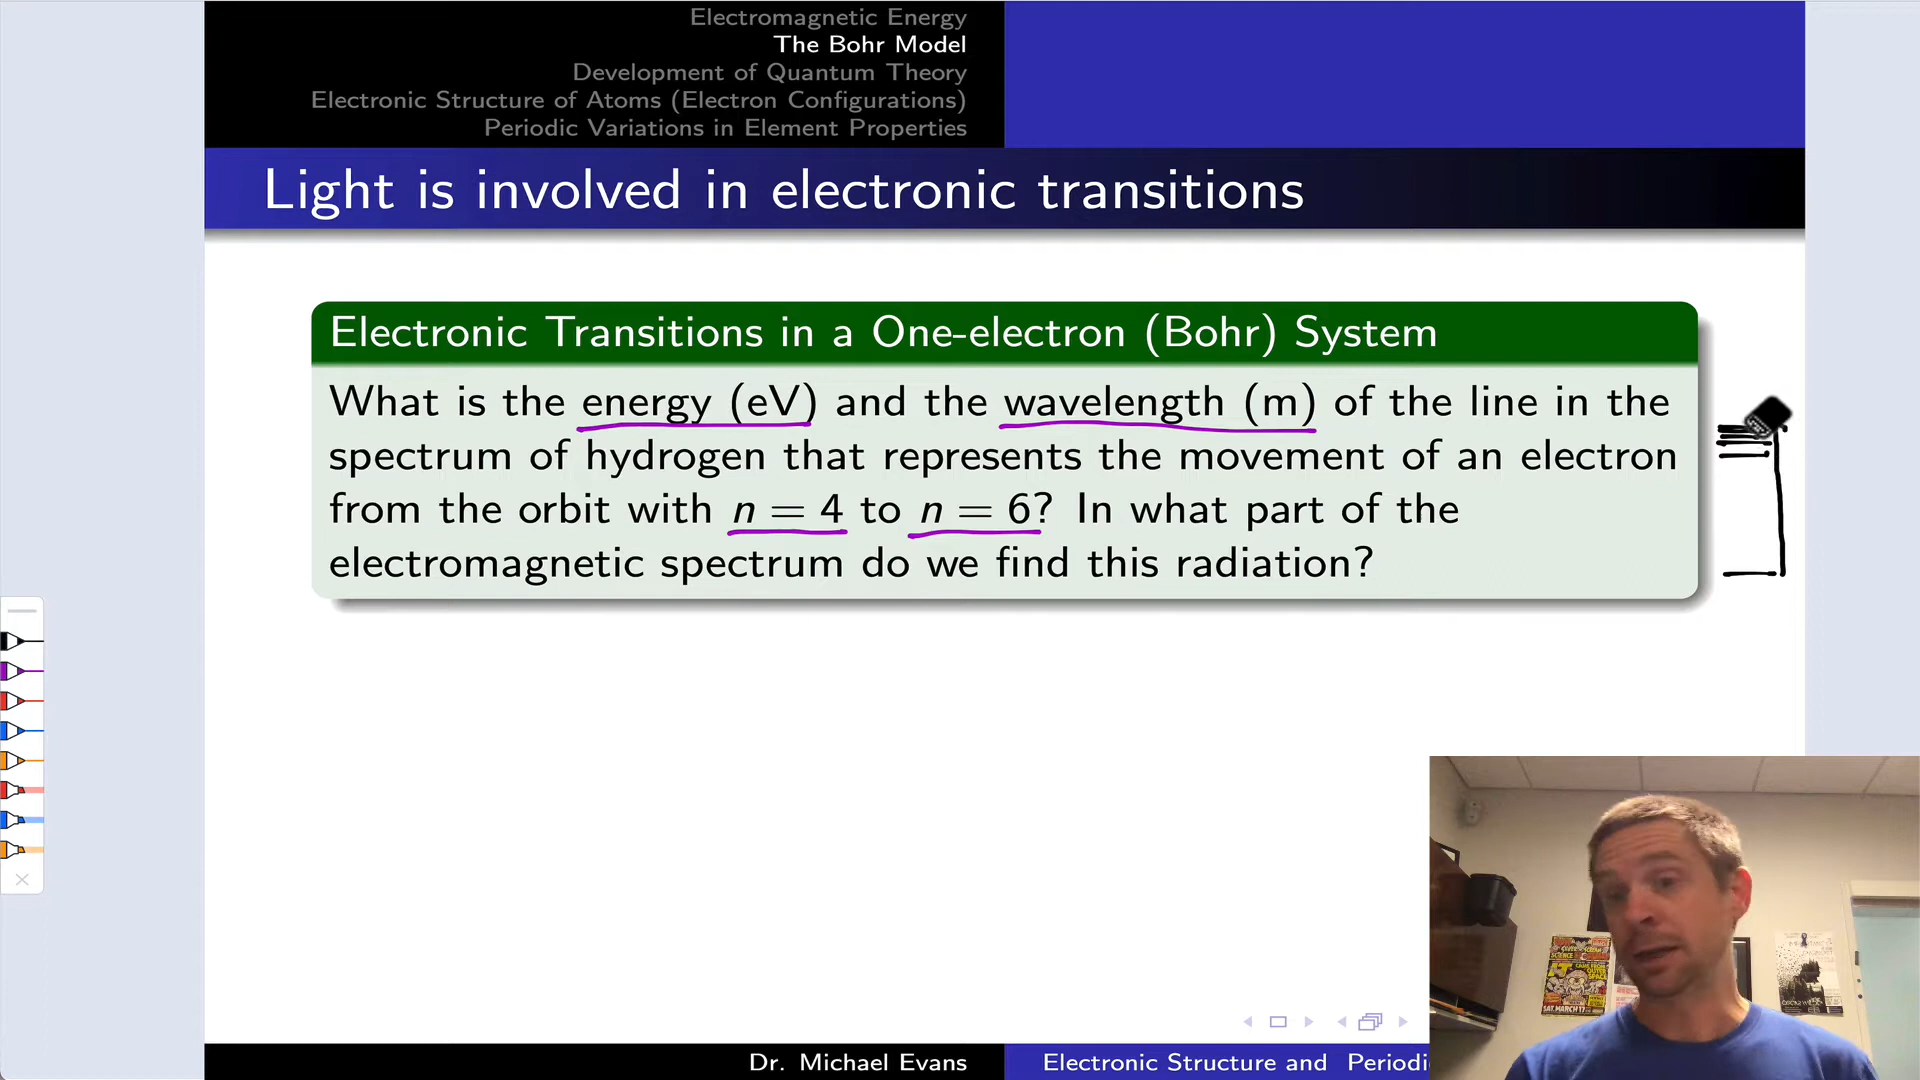 Electromagnetic Energy
The Bohr Model
Development of Quantum Theory
Electronic Structure of Atoms (Electron Configurations)
Periodic Variations in Element Properties
Light is involved in electronic transitions
Electronic Transitions in a One-electron (Bohr) System
What is the energy (eV) and the wavelength (m) of the line in the
spectrum of hydrogen that represents the movement of an electron
from the orbit with n = 4 to n = 6? In what part of the
electromagnetic spectrum do we find this radiation?
Dr. Michael Evans
Electronic Structure and Periodi
SAT. MARCH 17